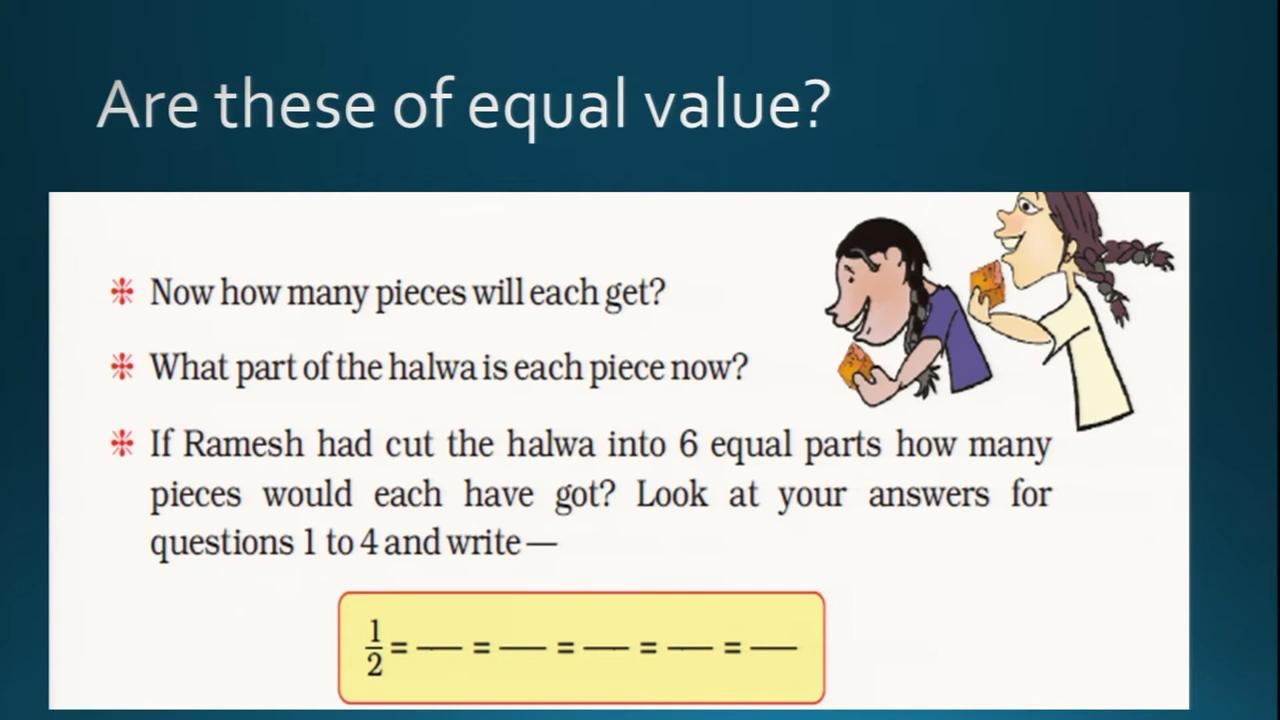 Are these of equal value?
❉ Now how many pieces will each get?
❉ What part of the halwa is each piece now?
❉ If Ramesh had cut the halwa into 6 equal parts how many
pieces would each have got? Look at your answers for
questions 1 to 4 and write —
1/2 = — = — = — = — = —